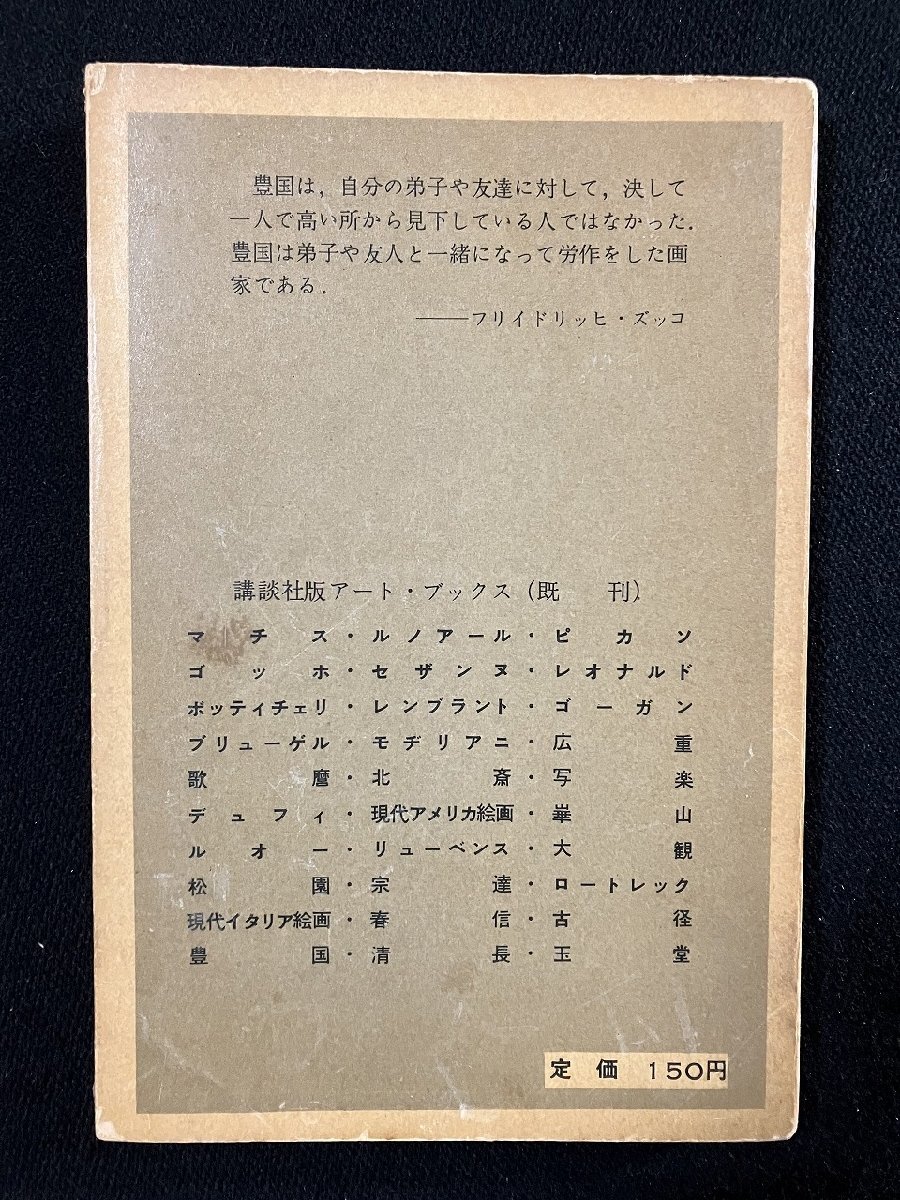 豊国は，自分の弟子や友達に対して，決して
一人で高い所から見下している人ではなかった．
豊国は弟子や友人と一緒になって労作をした画
家である．
――フリイドリッヒ・ズッコ
講談社版アート・ブックス（既　刊）
マチス・ルノアール・ピカソ
ゴッホ・セザンヌ・レオナルド
ボッティチェリ・レンブラント・ゴーガン
ブリューゲル・モヂリアニ・広重
歌麿・北斎・写楽
デュフィ・現代アメリカ絵画・崋山
ルオー・リューベンス・大観
松園・宗達・ロートレック
現代イタリア絵画・春信・古径
豊国・清長・玉堂
定価 150円